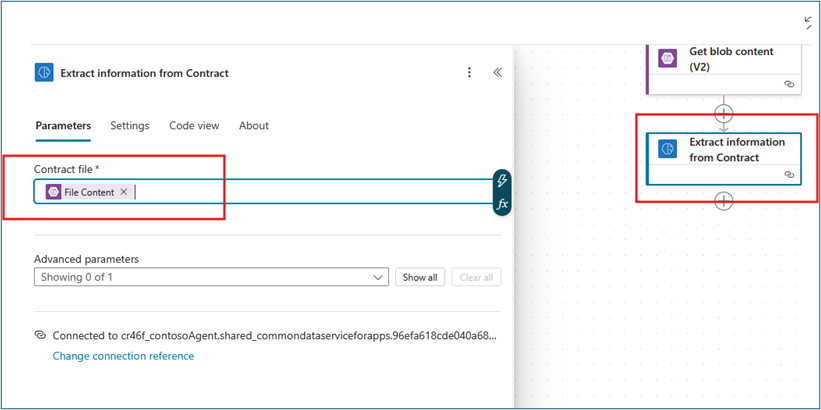 Extract information from Contract
Parameters
Settings
Code view
About
Contract file *
File Content ×
fx
Advanced parameters
Showing 0 of 1
Show all
Clear all
Connected to cr46f_contosoAgent.shared_commondataserviceforapps.96efa618cde040a68...
Change connection reference
Get blob content
(V2)
Extract information
from Contract